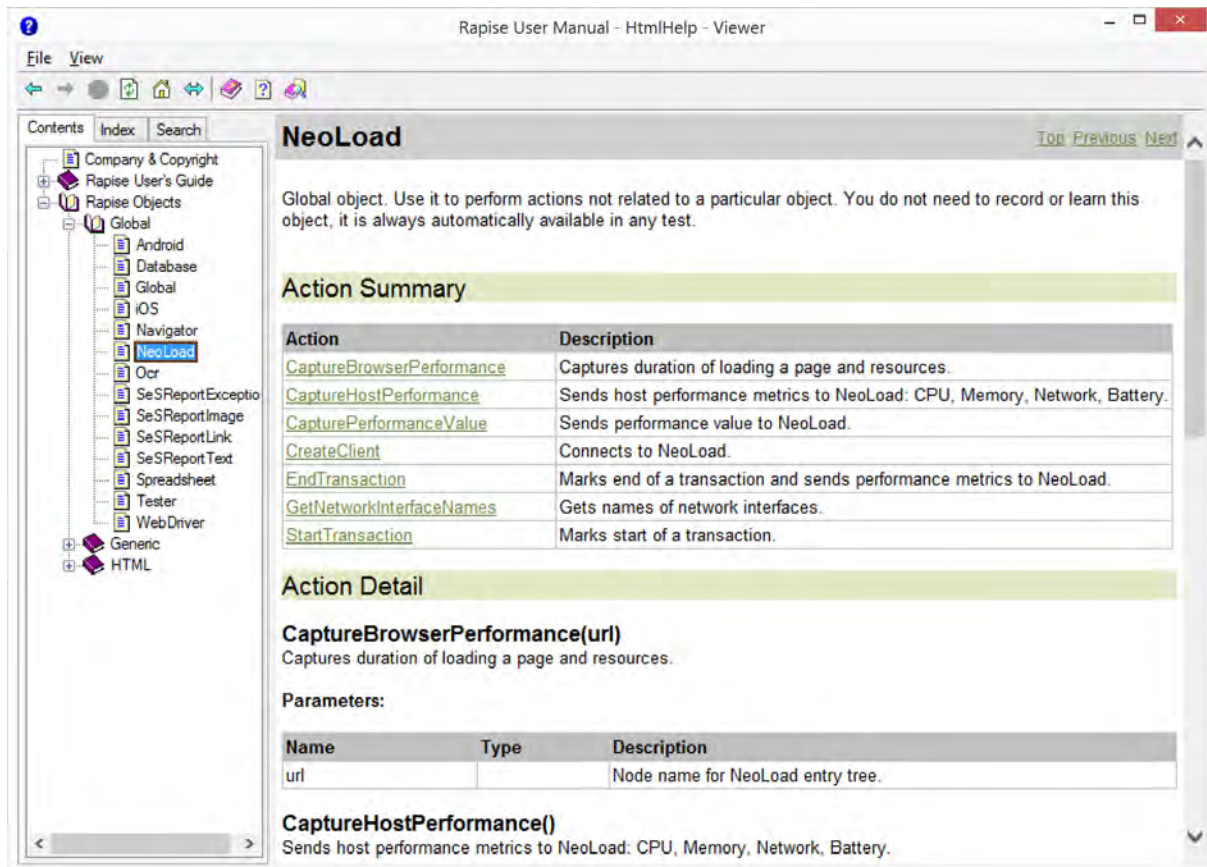 Rapise User Manual - HtmlHelp - Viewer
File View
Contents Index Search
Company & Copyright
Rapise User's Guide
Rapise Objects
Global
Android
Database
Global
iOS
Navigator
NeoLoad
Ocr
SeSReportExceptio
SeSReportImage
SeSReportLink
SeSReportText
Spreadsheet
Tester
WebDriver
Generic
HTML
NeoLoad
Top Previous Next
Global object. Use it to perform actions not related to a particular object. You do not need to record or learn this
object, it is always automatically available in any test.
Action Summary
Action Description
CaptureBrowserPerformance Captures duration of loading a page and resources.
CaptureHostPerformance Sends host performance metrics to NeoLoad: CPU, Memory, Network, Battery.
CapturePerformanceValue Sends performance value to NeoLoad.
CreateClient Connects to NeoLoad.
EndTransaction Marks end of a transaction and sends performance metrics to NeoLoad.
GetNetworkInterfaceNames Gets names of network interfaces.
StartTransaction Marks start of a transaction.
Action Detail
CaptureBrowserPerformance(url)
Captures duration of loading a page and resources.
Parameters:
Name Type Description
url Node name for NeoLoad entry tree.
CaptureHostPerformance()
Sends host performance metrics to NeoLoad: CPU, Memory, Network, Battery.